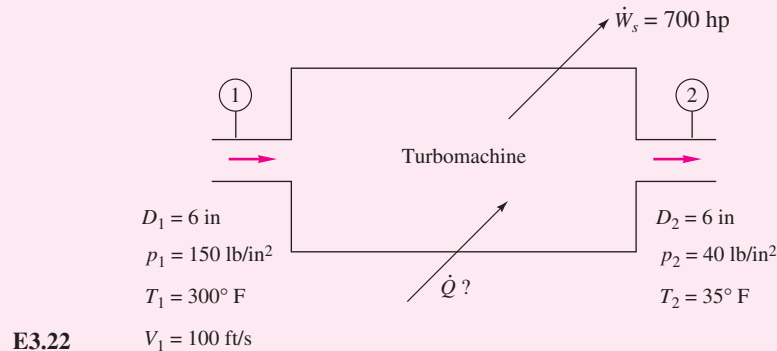 Ẇs = 700 hp
1
2
Turbomachine
D1 = 6 in
p1 = 150 lb/in²
T1 = 300° F
V1 = 100 ft/s
Q̇ ?
D2 = 6 in
p2 = 40 lb/in²
T2 = 35° F
E3.22